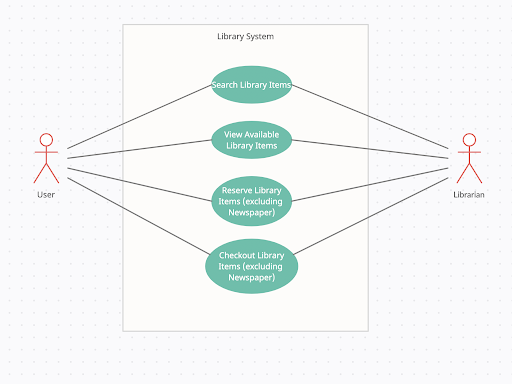 Library System
Search Library Items
View Available
Library Items
Reserve Library
Items (excluding
Newspaper)
Checkout Library
Items (excluding
Newspaper)
User
Librarian